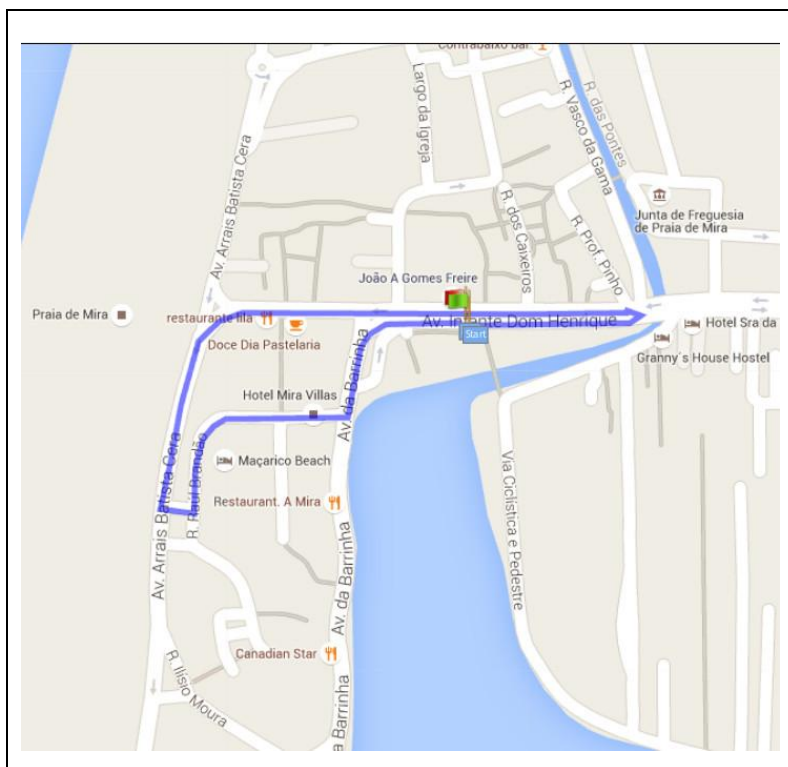 Contrabaixo bar
Largo da Igreja
R. Vasco da Gama
R. das Pontes
Av. Arrais Batista Cera
Junta de Freguesia
de Praia de Mira
R. dos Caixeiros
R. Prof. Pinho
João A Gomes Freire
Praia de Mira
restaurante lila
Av. Infante Dom Henrique
Start
Hotel Sra da
Doce Dia Pastelaria
Granny's House Hostel
Av. da Barrinha
Hotel Mira Villas
R. Raul Brandão
Maçarico Beach
Av. Arrais Batista Cera
Restaurant. A Mira
Via Ciclística e Pedestre
Av. da Barrinha
Canadian Star
R. Ilísio Moura
a Barrinha